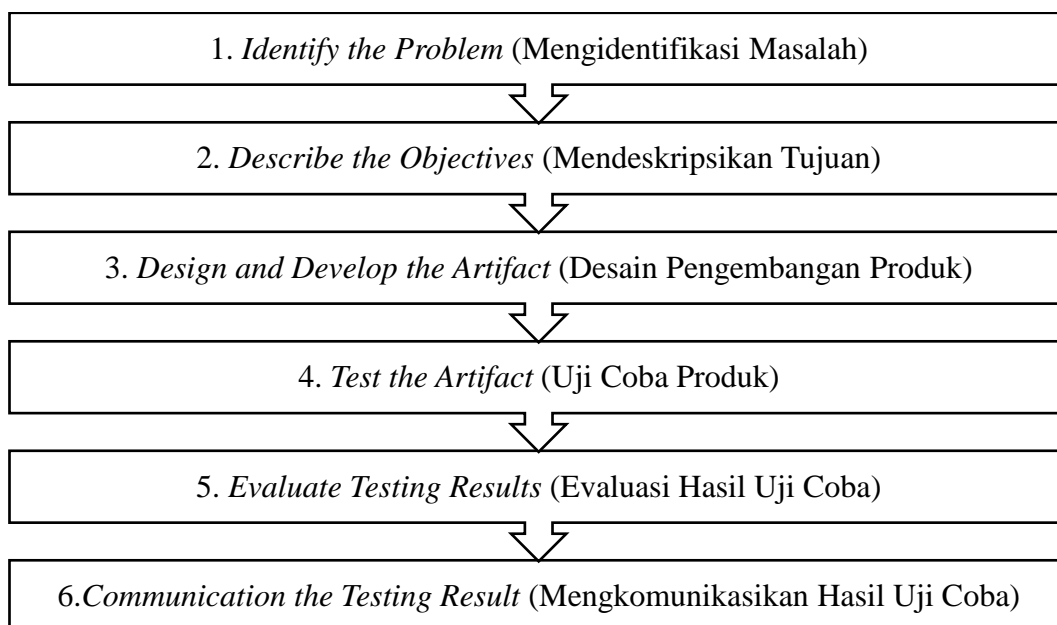 1. Identify the Problem (Mengidentifikasi Masalah)
2. Describe the Objectives (Mendeskripsikan Tujuan)
3. Design and Develop the Artifact (Desain Pengembangan Produk)
4. Test the Artifact (Uji Coba Produk)
5. Evaluate Testing Results (Evaluasi Hasil Uji Coba)
6.Communication the Testing Result (Mengkomunikasikan Hasil Uji Coba)